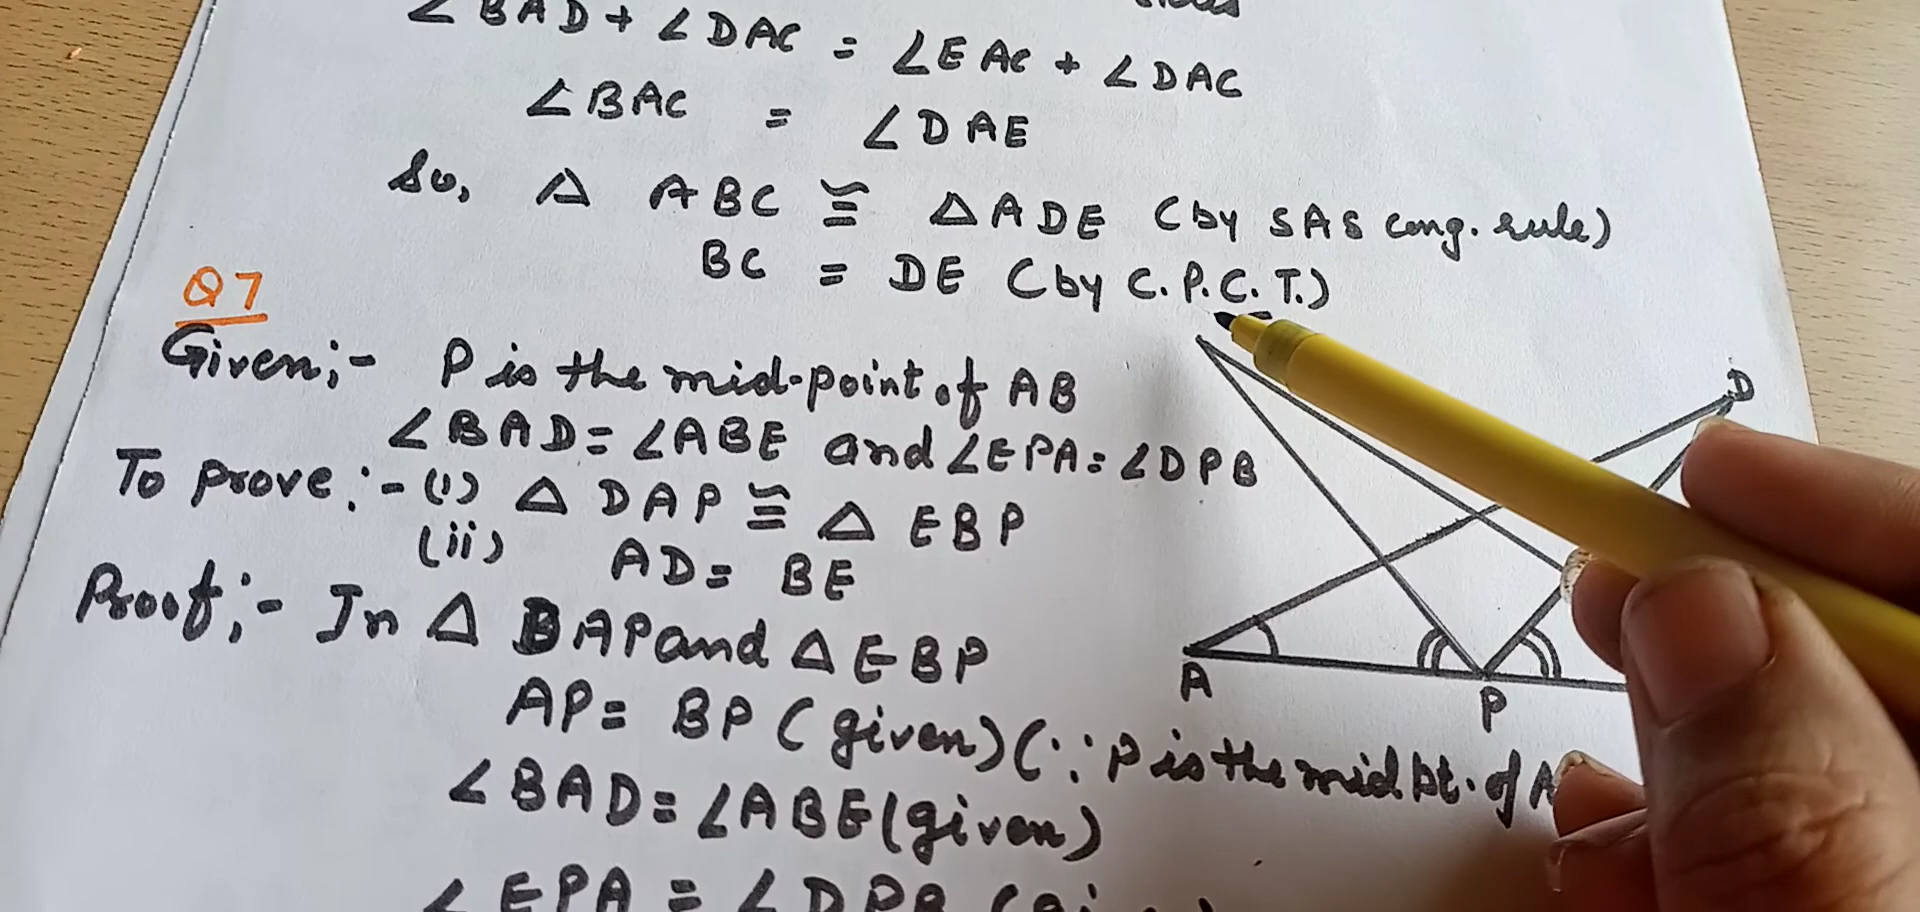 ∠BAD + ∠DAC = ∠EAC + ∠DAC
∠BAC = ∠DAE
So, △ ABC ≅ △ADE (by SAS cong. rule)
BC = DE (by C.P.C.T.)
Q7
Given:- P is the mid-point of AB
∠BAD = ∠ABE and ∠EPA = ∠DPB
To prove:- (i) △ DAP ≅ △ EBP
(ii) AD = BE
Proof:- In △ DAP and △ EBP
AP = BP (given) (∵ P is the mid pt. of A
∠BAD = ∠ABE (given)
∠EPA = ∠DPB
D
A
P